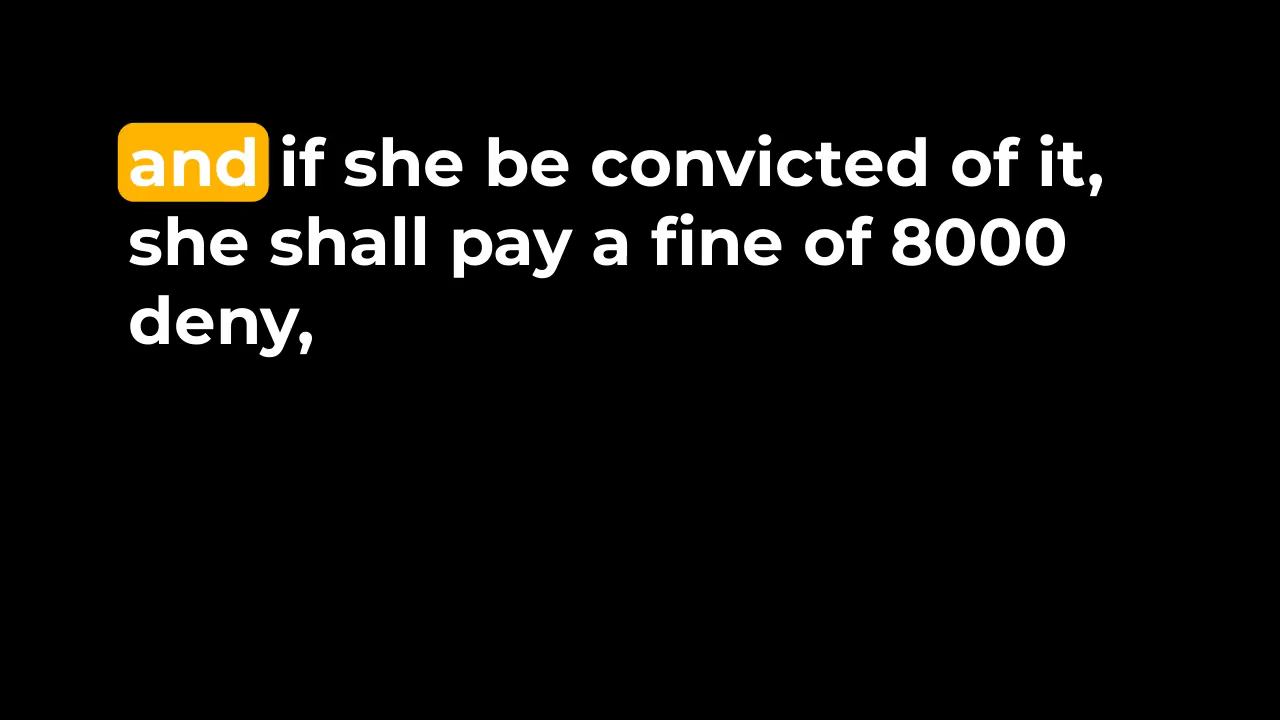 and if she be convicted of it,
she shall pay a fine of 8000
deny,